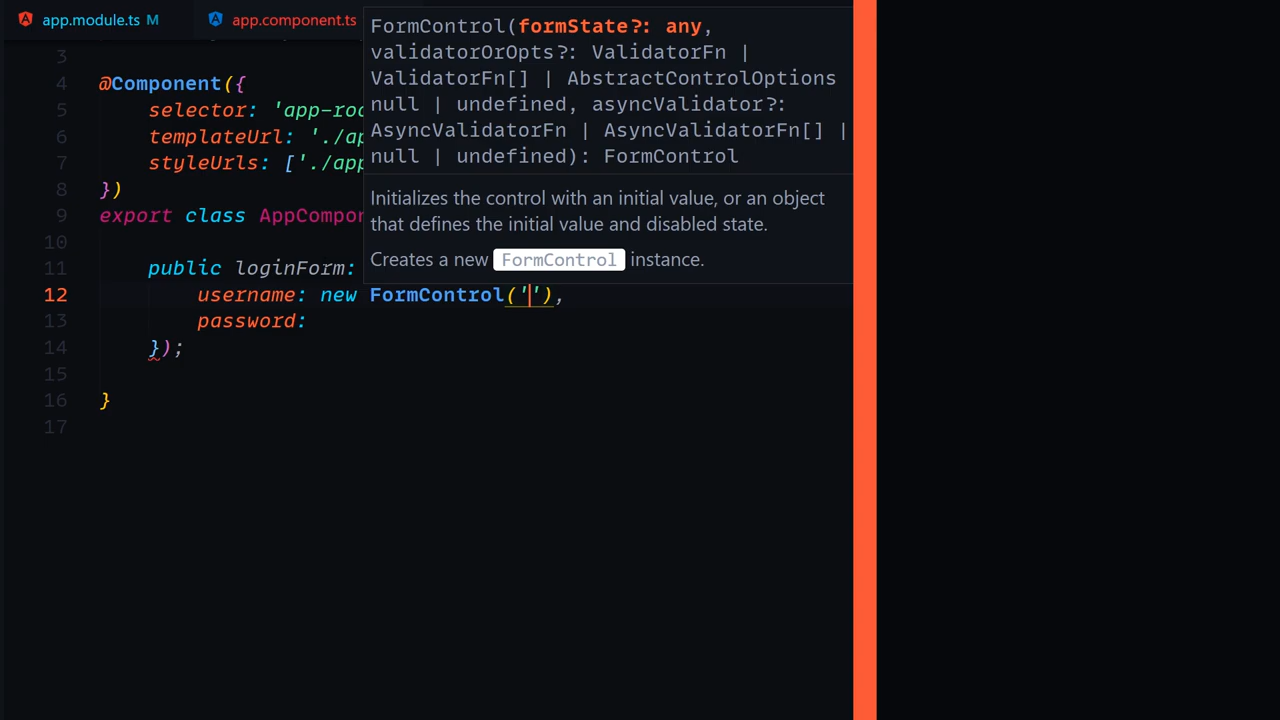 app.module.ts M
app.component.ts
FormControl(formState?: any,
validatorOrOpts?: ValidatorFn |
ValidatorFn[] | AbstractControlOptions
null | undefined, asyncValidator?:
AsyncValidatorFn | AsyncValidatorFn[] |
null | undefined): FormControl
Initializes the control with an initial value, or an object
that defines the initial value and disabled state.
Creates a new FormControl instance.
3
4 @Component({
5 selector: 'app-roo
6 templateUrl: './ap
7 styleUrls: ['./app
8 })
9 export class AppCompon
10
11 public loginForm:
12 username: new FormControl(''),
13 password:
14 });
15
16 }
17